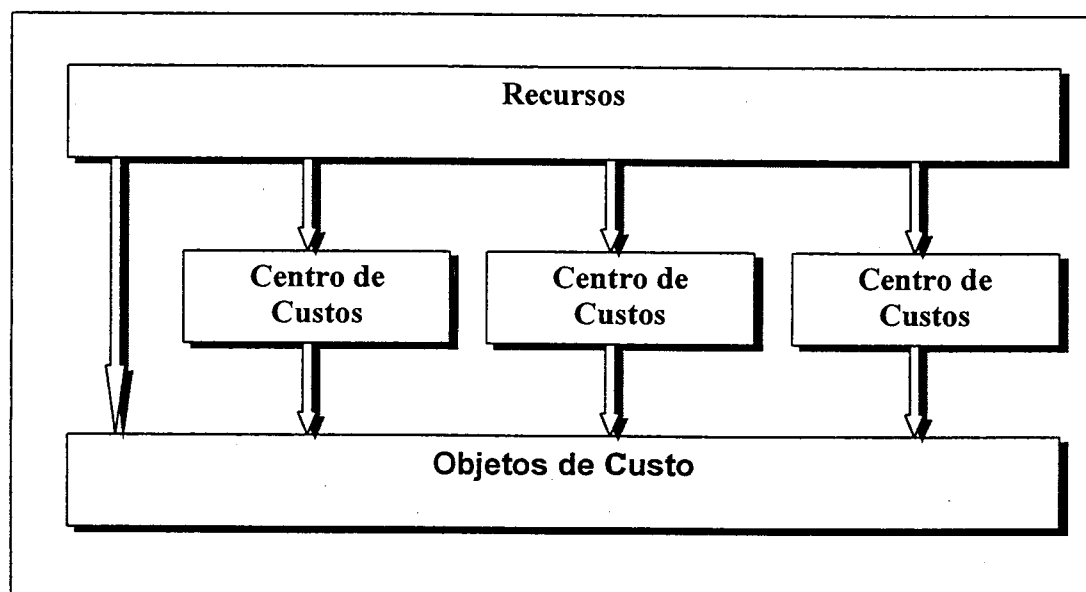 Recursos
Centro de
Custos
Centro de
Custos
Centro de
Custos
Objetos de Custo